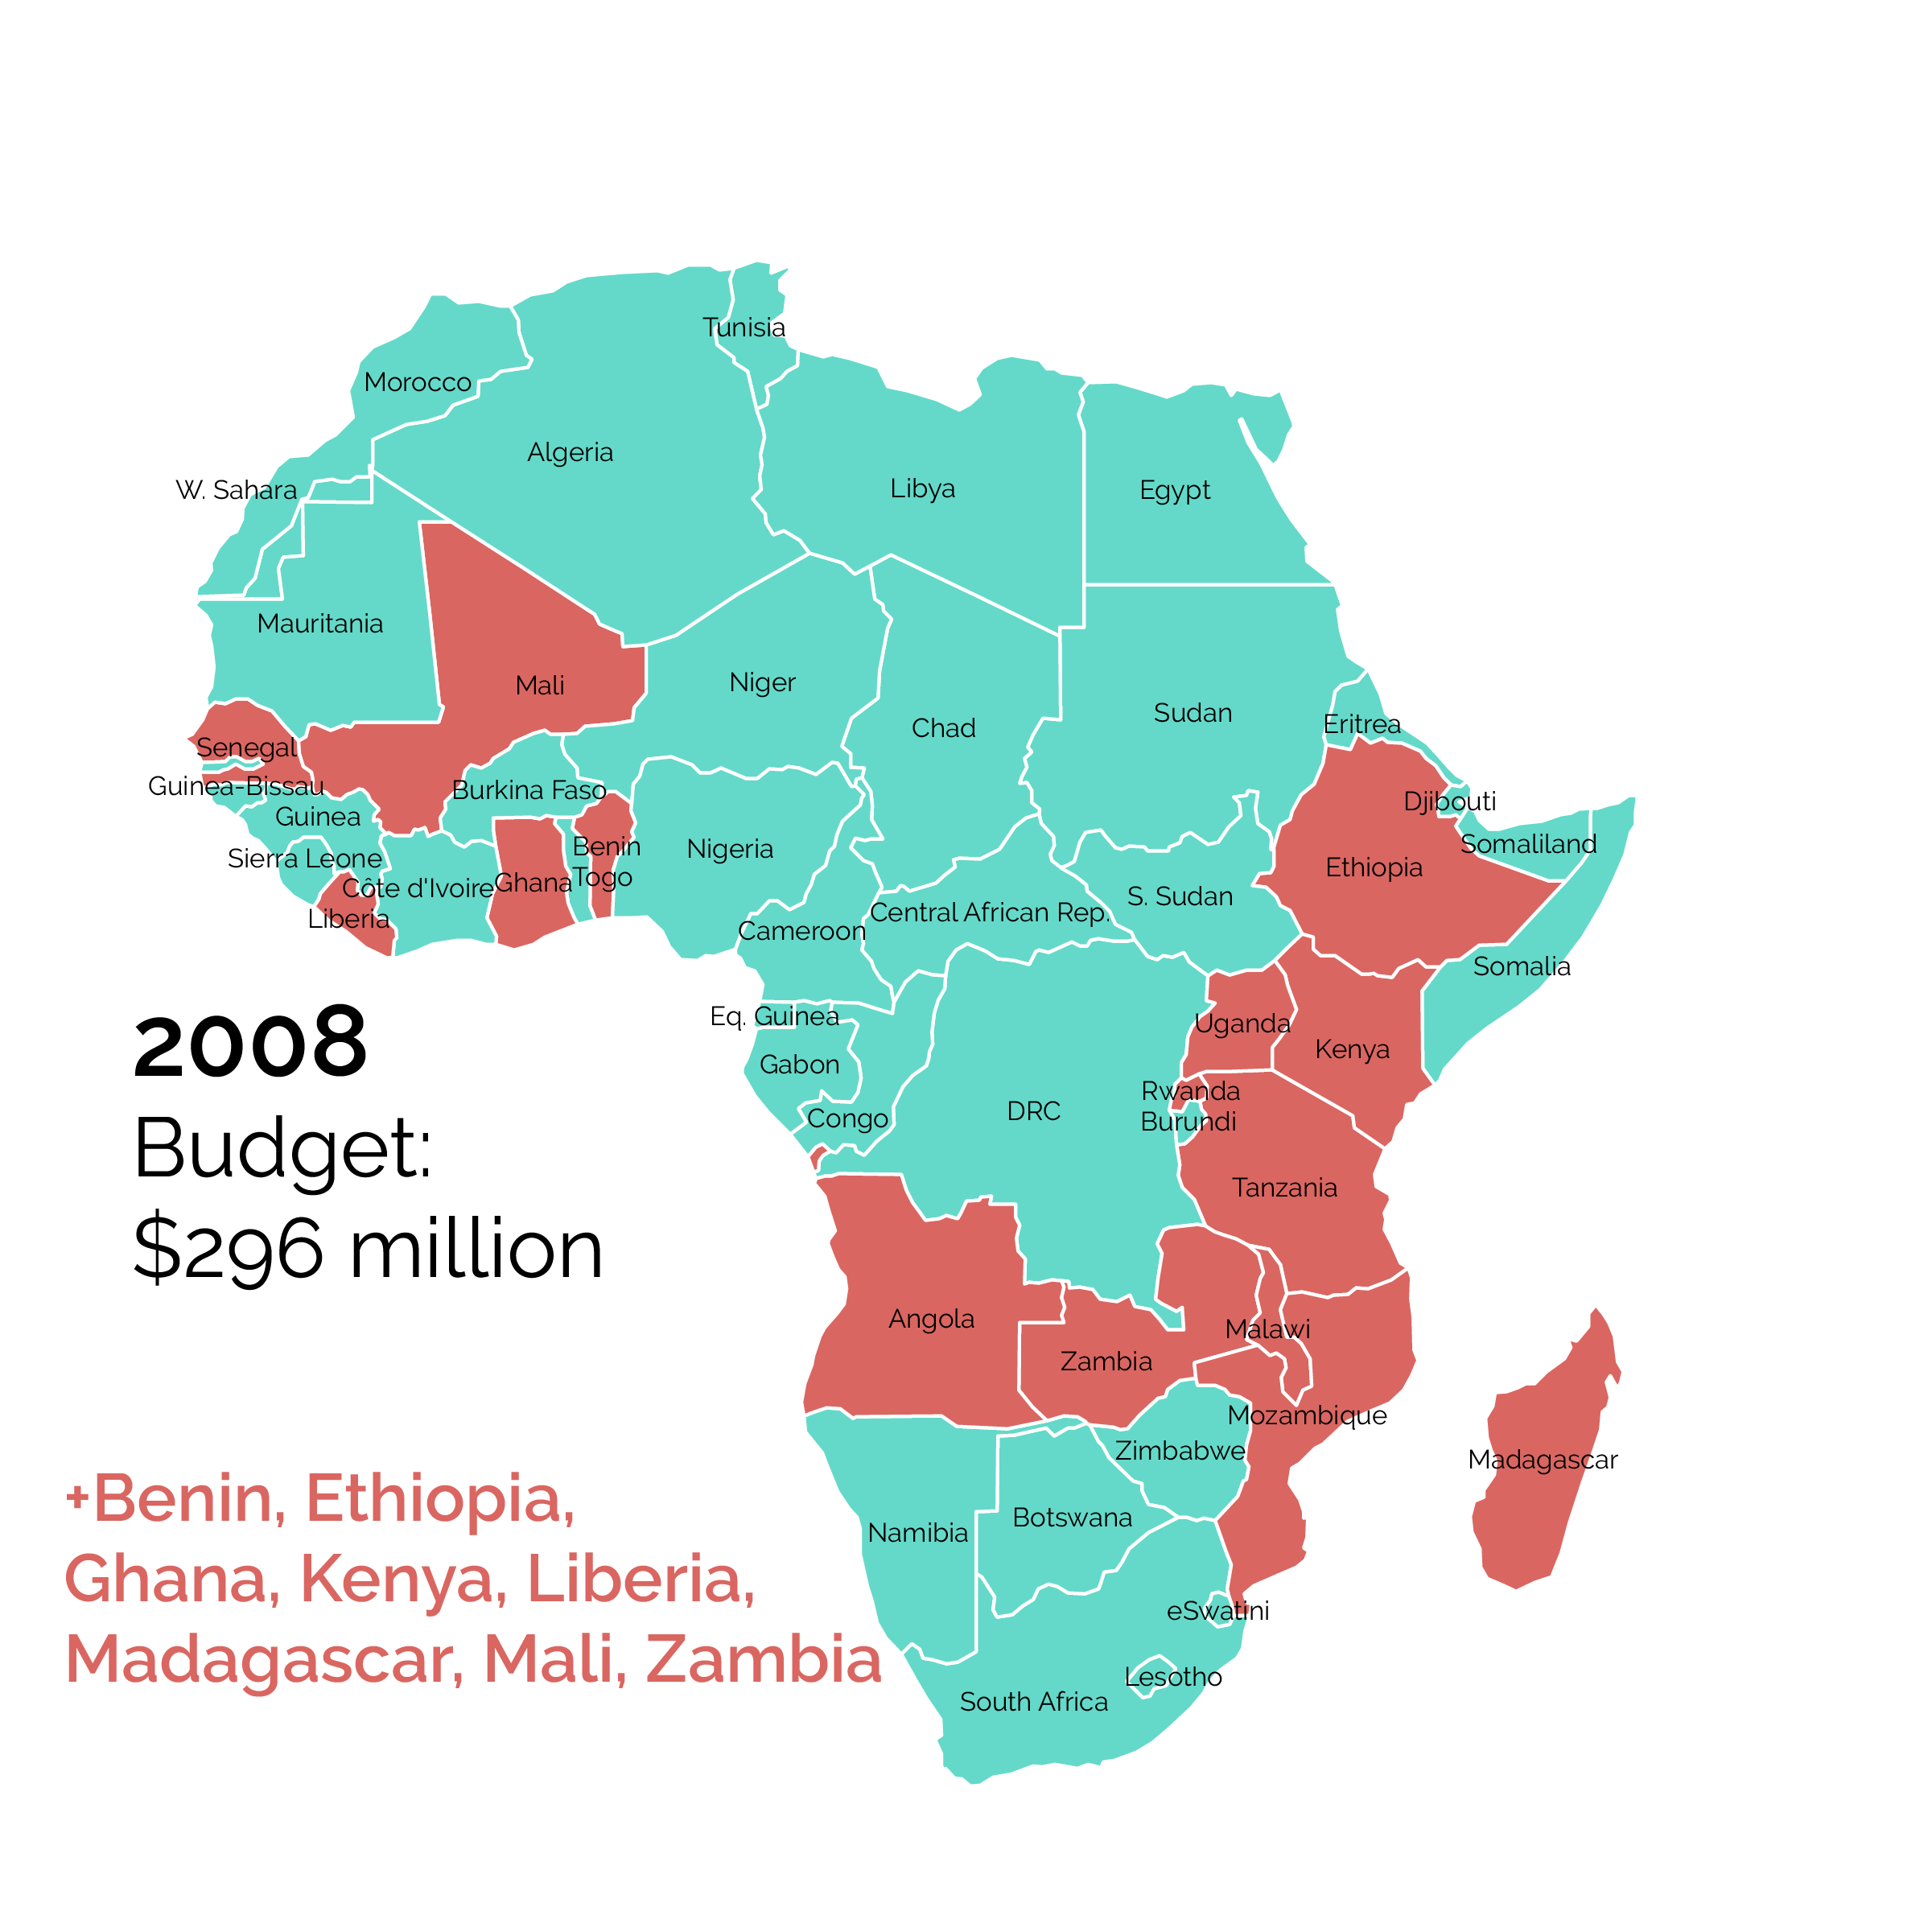 Tunisia
Morocco
Algeria
Libya
Egypt
W. Sahara
Mauritania
Mali
Niger
Chad
Sudan
Eritrea
Senegal
Guinea-Bissau
Guinea
Burkina Faso
Djibouti
Sierra Leone
Benin
Nigeria
Somaliland
Ethiopia
Côte d'Ivoire
Ghana
Togo
Liberia
S. Sudan
Central African Rep.
Cameroon
Somalia
Eq. Guinea
Uganda
Kenya
Gabon
Rwanda
Congo
DRC
Burundi
Tanzania
Angola
Malawi
Zambia
Mozambique
Zimbabwe
Madagascar
Botswana
Namibia
eSwatini
Lesotho
South Africa
2008
Budget:
$296 million
+Benin, Ethiopia,
Ghana, Kenya, Liberia,
Madagascar, Mali, Zambia